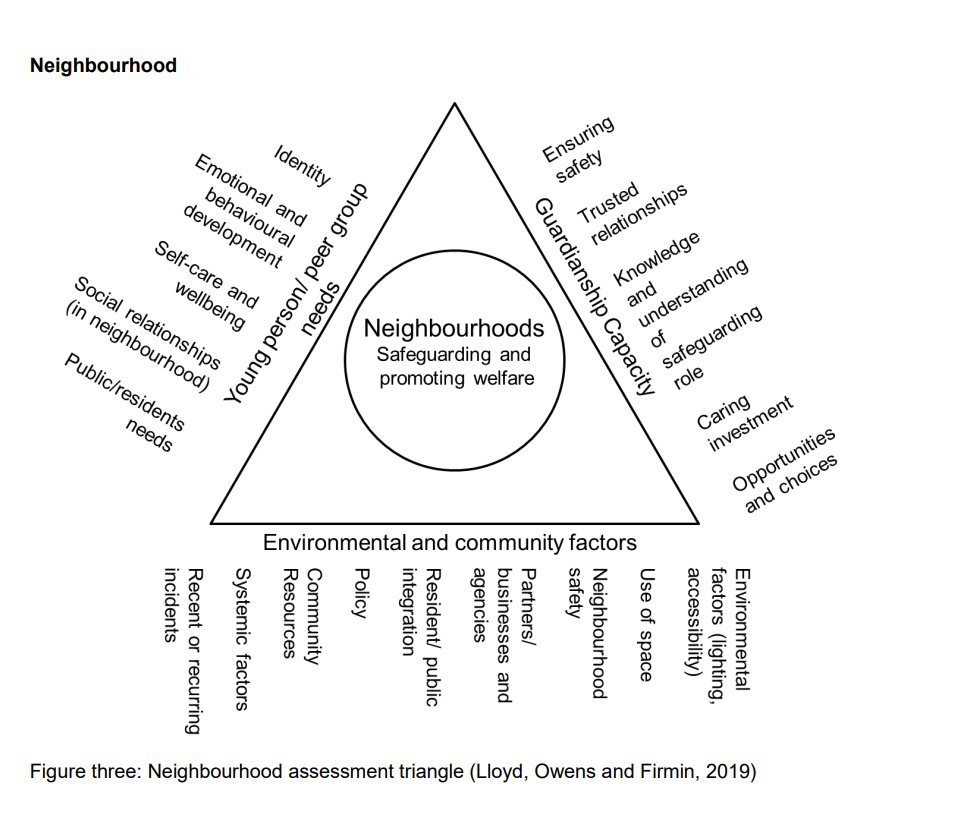 Neighbourhood
Identity
Emotional and
behavioural
development
Self-care and
wellbeing
Social relationships
(in neighbourhood)
Public/residents
needs
Young person/ peer group
needs
Ensuring
safety
Trusted
relationships
Knowledge
and
understanding
of
safeguarding
role
Caring
investment
Opportunities
and choices
Guardianship Capacity
Neighbourhoods
Safeguarding and
promoting welfare
Environmental and community factors
Recent or recurring
incidents
Systemic factors
Community
Resources
Policy
Resident/ public
integration
Partners/
businesses and
agencies
Neighbourhood
safety
Use of space
Environmental
factors (lighting,
accessibility)
Figure three: Neighbourhood assessment triangle (Lloyd, Owens and Firmin, 2019)